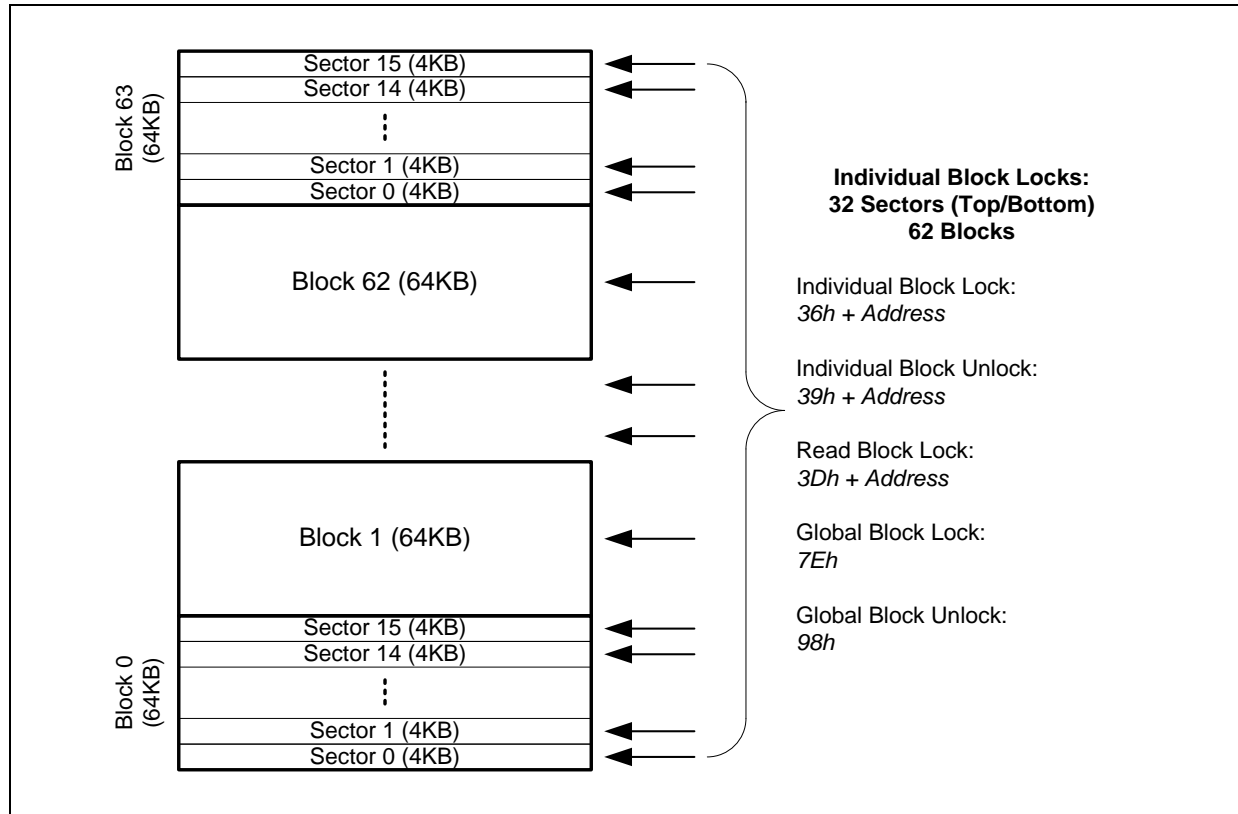 Block 63
(64KB)
Sector 15 (4KB)
Sector 14 (4KB)
Sector 1 (4KB)
Sector 0 (4KB)
Block 62 (64KB)
Block 1 (64KB)
Block 0
(64KB)
Sector 15 (4KB)
Sector 14 (4KB)
Sector 1 (4KB)
Sector 0 (4KB)
Individual Block Locks:
32 Sectors (Top/Bottom)
62 Blocks
Individual Block Lock:
36h + Address
Individual Block Unlock:
39h + Address
Read Block Lock:
3Dh + Address
Global Block Lock:
7Eh
Global Block Unlock:
98h